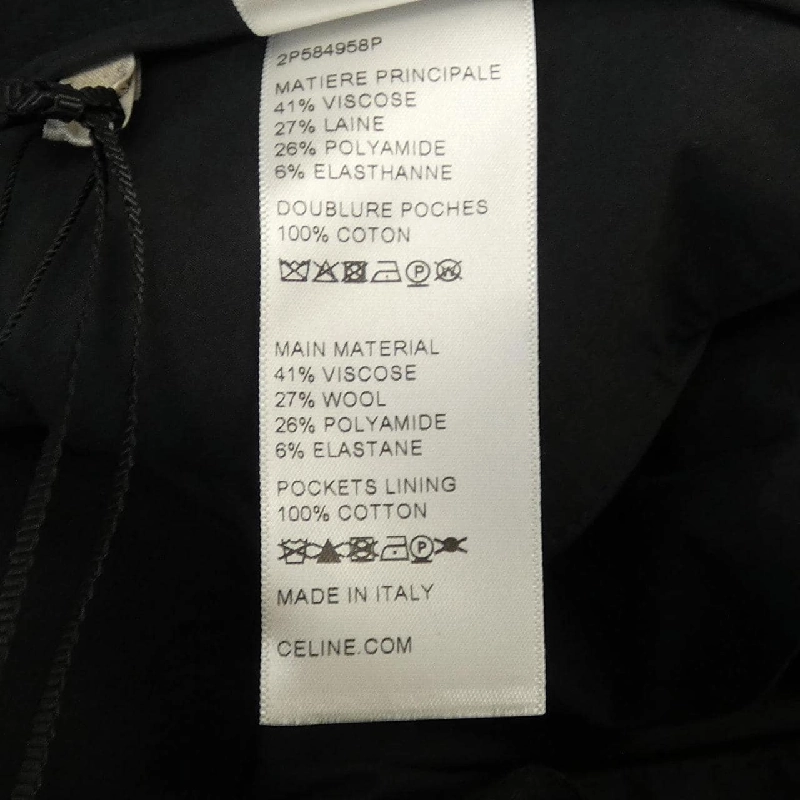 2P584958P
MATIERE PRINCIPALE
41% VISCOSE
27% LAINE
26% POLYAMIDE
6% ELASTHANNE
DOUBLURE POCHES
100% COTON
MAIN MATERIAL
41% VISCOSE
27% WOOL
26% POLYAMIDE
6% ELASTANE
POCKETS LINING
100% COTTON
MADE IN ITALY
CELINE.COM